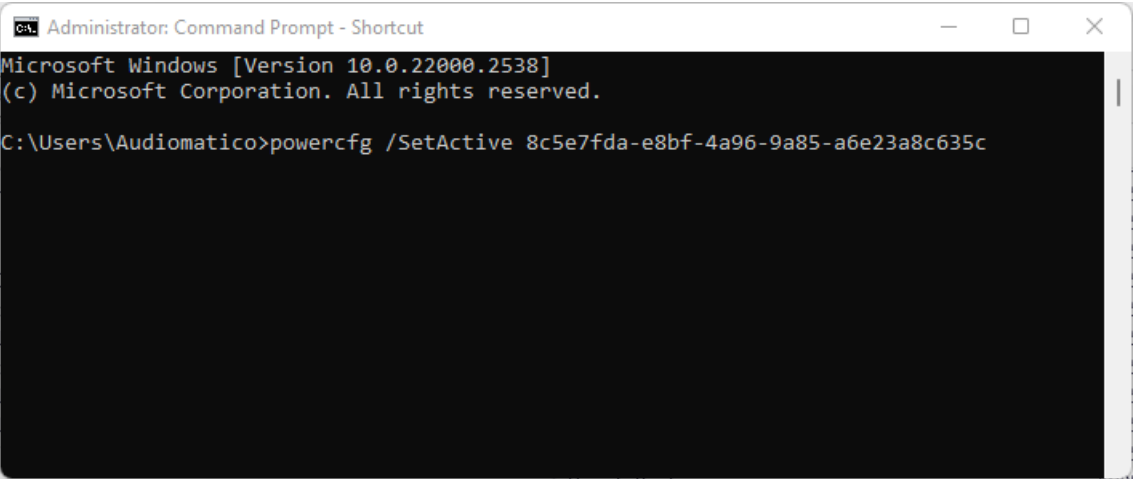 Administrator: Command Prompt - Shortcut
Microsoft Windows [Version 10.0.22000.2538]
(c) Microsoft Corporation. All rights reserved.
C:\Users\Audiomatico>powercfg /SetActive 8c5e7fda-e8bf-4a96-9a85-a6e23a8c635c